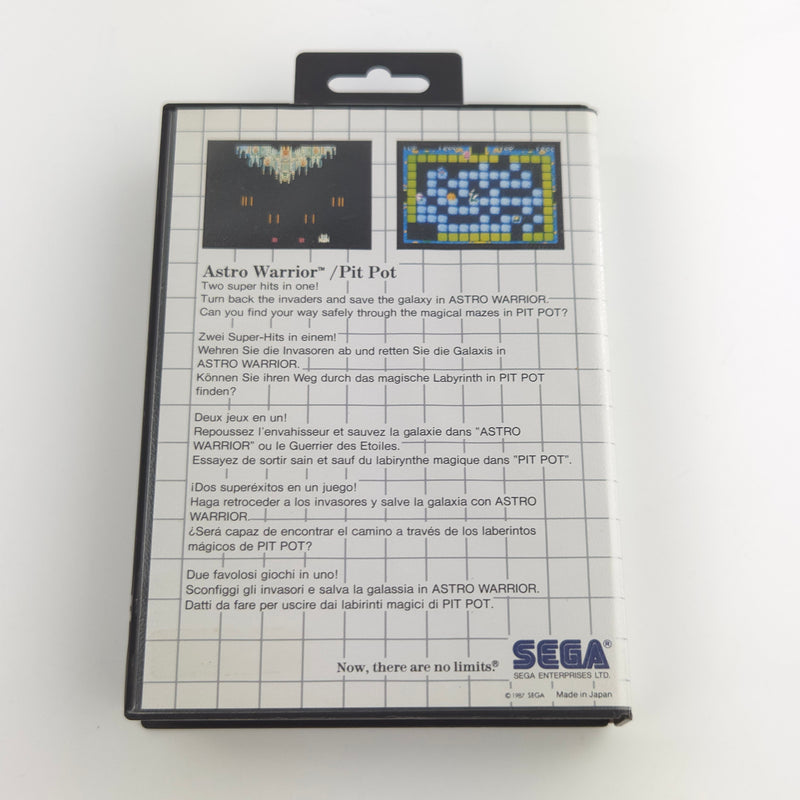 Astro Warrior™/Pit Pot
Two super hits in one!
Turn back the invaders and save the galaxy in ASTRO WARRIOR.
Can you find your way safely through the magical mazes in PIT POT?
Zwei Super-Hits in einem!
Wehren Sie die Invasoren ab und retten Sie die Galaxis in
ASTRO WARRIOR.
Können Sie ihren Weg durch das magische Labyrinth in PIT POT
finden?
Deux jeux en un!
Repoussez l'envahisseur et sauvez la galaxie dans "ASTRO
WARRIOR" ou le Guerrier des Etoiles.
Essayez de sortir sain et sauf du labirynthe magique dans "PIT POT".
¡Dos superéxitos en un juego!
Haga retroceder a los invasores y salve la galaxia con ASTRO
WARRIOR.
¿Será capaz de encontrar el camino a través de los laberintos
mágicos de PIT POT?
Due favolosi giochi in uno!
Sconfiggi gli invasori e salva la galassia in ASTRO WARRIOR.
Datti da fare per uscire dai labirinti magici di PIT POT.
Now, there are no limits.®
SEGA®
SEGA ENTERPRISES LTD.
© 1987 SEGA Made in Japan